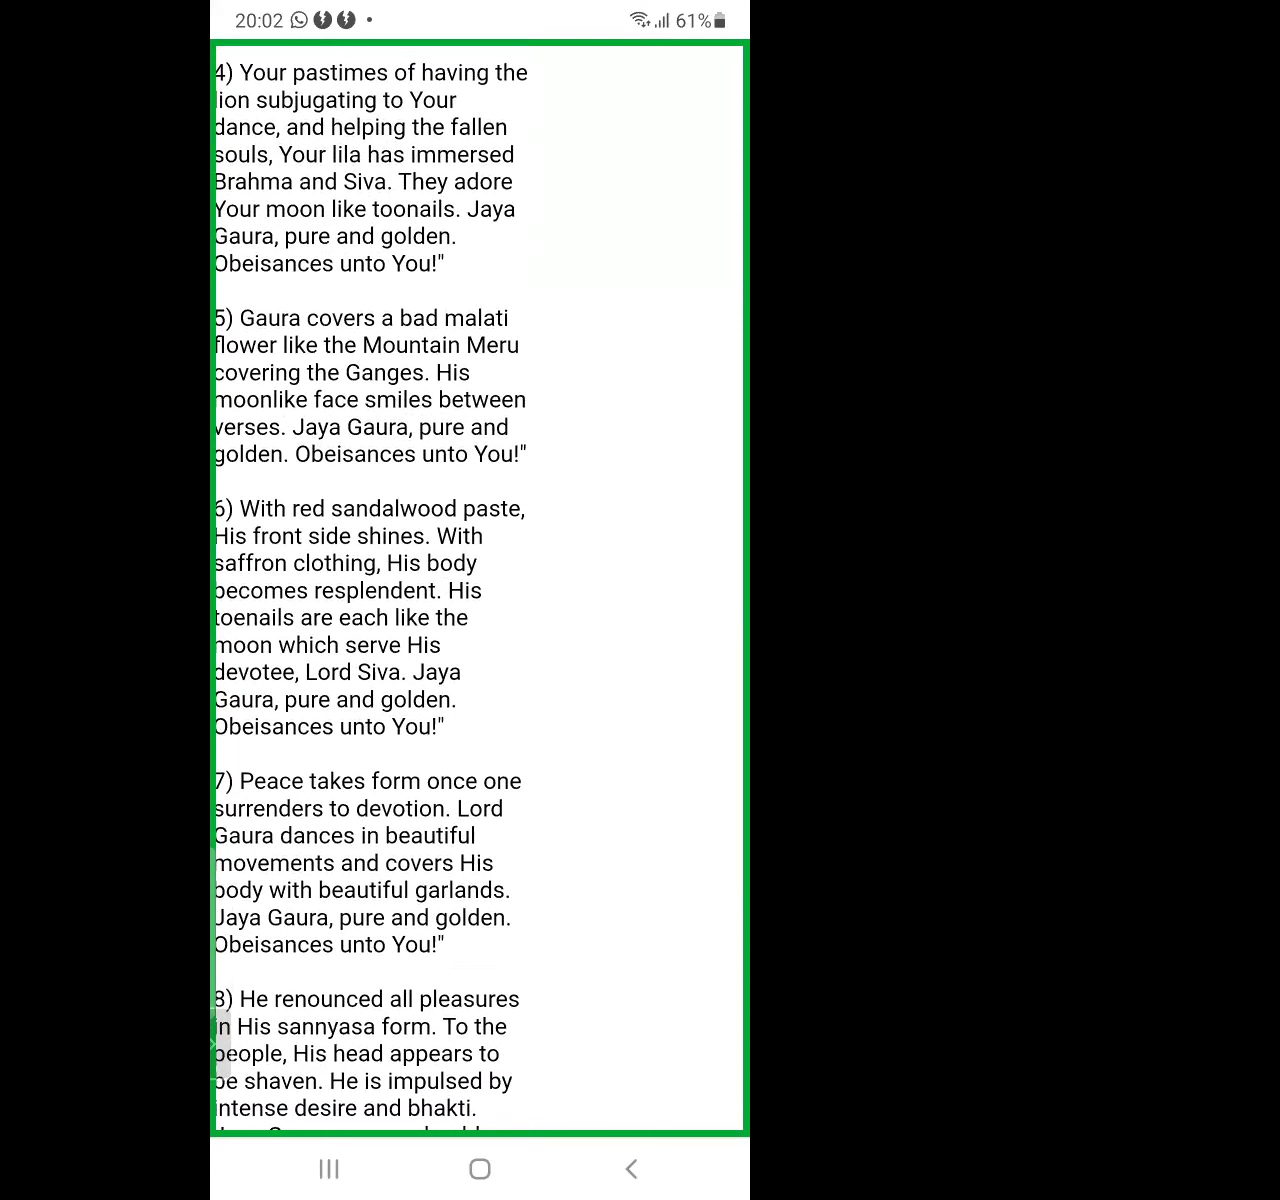 20:02
61%
4) Your pastimes of having the
lion subjugating to Your
dance, and helping the fallen
souls, Your lila has immersed
Brahma and Siva. They adore
Your moon like toonails. Jaya
Gaura, pure and golden.
Obeisances unto You!"
5) Gaura covers a bad malati
flower like the Mountain Meru
covering the Ganges. His
moonlike face smiles between
verses. Jaya Gaura, pure and
golden. Obeisances unto You!"
6) With red sandalwood paste,
His front side shines. With
saffron clothing, His body
becomes resplendent. His
toenails are each like the
moon which serve His
devotee, Lord Siva. Jaya
Gaura, pure and golden.
Obeisances unto You!"
7) Peace takes form once one
surrenders to devotion. Lord
Gaura dances in beautiful
movements and covers His
body with beautiful garlands.
Jaya Gaura, pure and golden.
Obeisances unto You!"
8) He renounced all pleasures
in His sannyasa form. To the
people, His head appears to
be shaven. He is impulsed by
intense desire and bhakti.